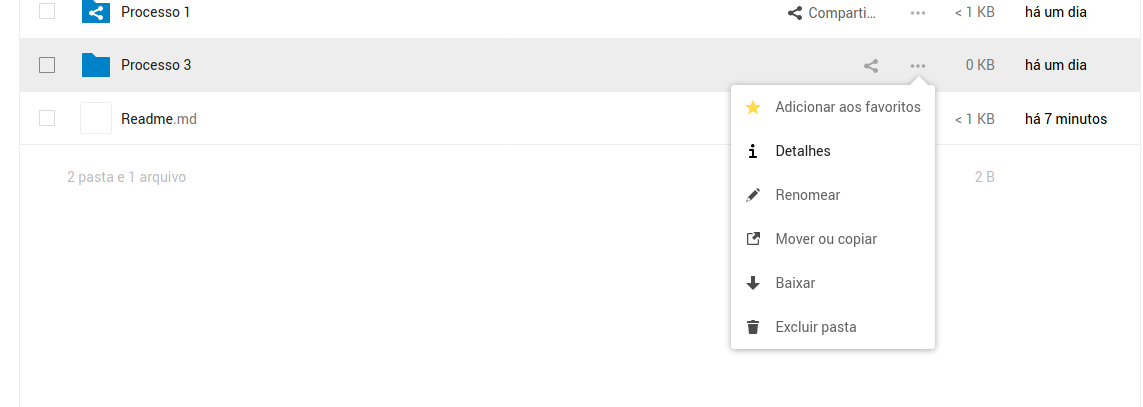 Processo 1 Comparti... ... < 1 KB há um dia
Processo 3 ... 0 KB há um dia
Adicionar aos favoritos
Readme.md < 1 KB há 7 minutos
Detalhes
2 pasta e 1 arquivo 2 B
Renomear
Mover ou copiar
Baixar
Excluir pasta